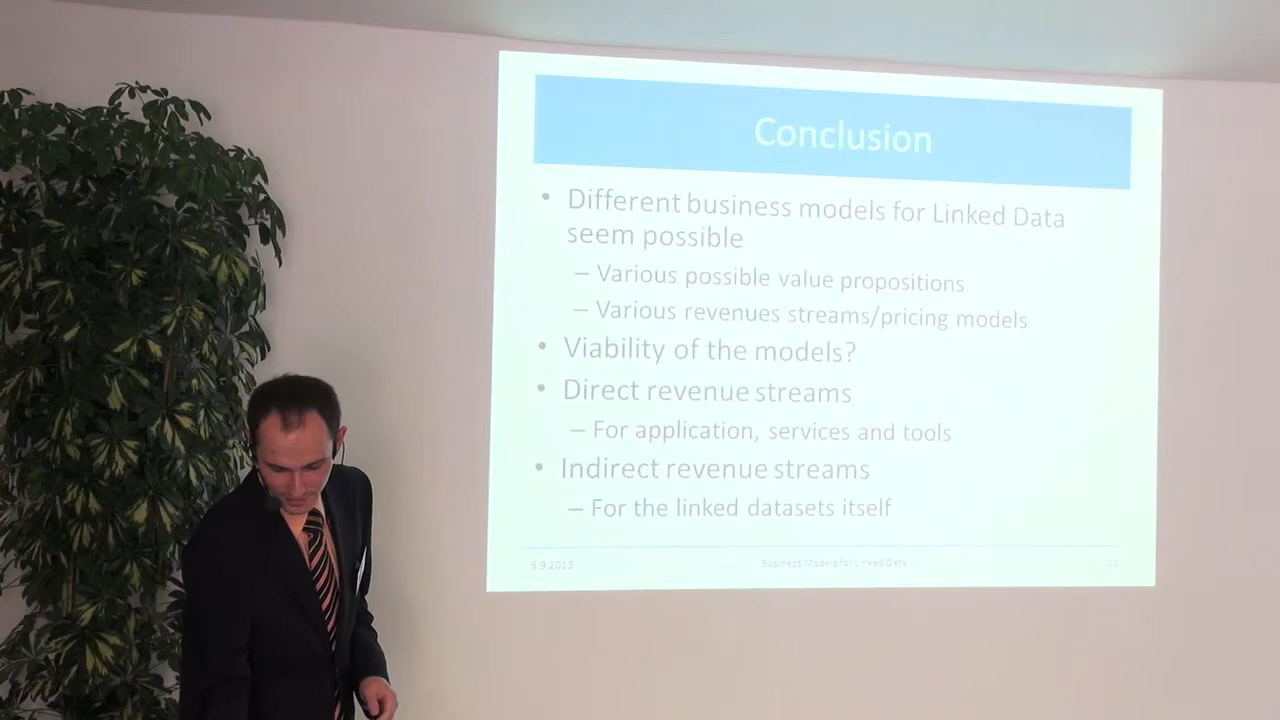 Conclusion
• Different business models for Linked Data
seem possible
– Various possible value propositions
– Various revenues streams/pricing models
• Viability of the models?
• Direct revenue streams
– For application, services and tools
• Indirect revenue streams
– For the linked datasets itself
6.9.2013 Business Models for Linked Data